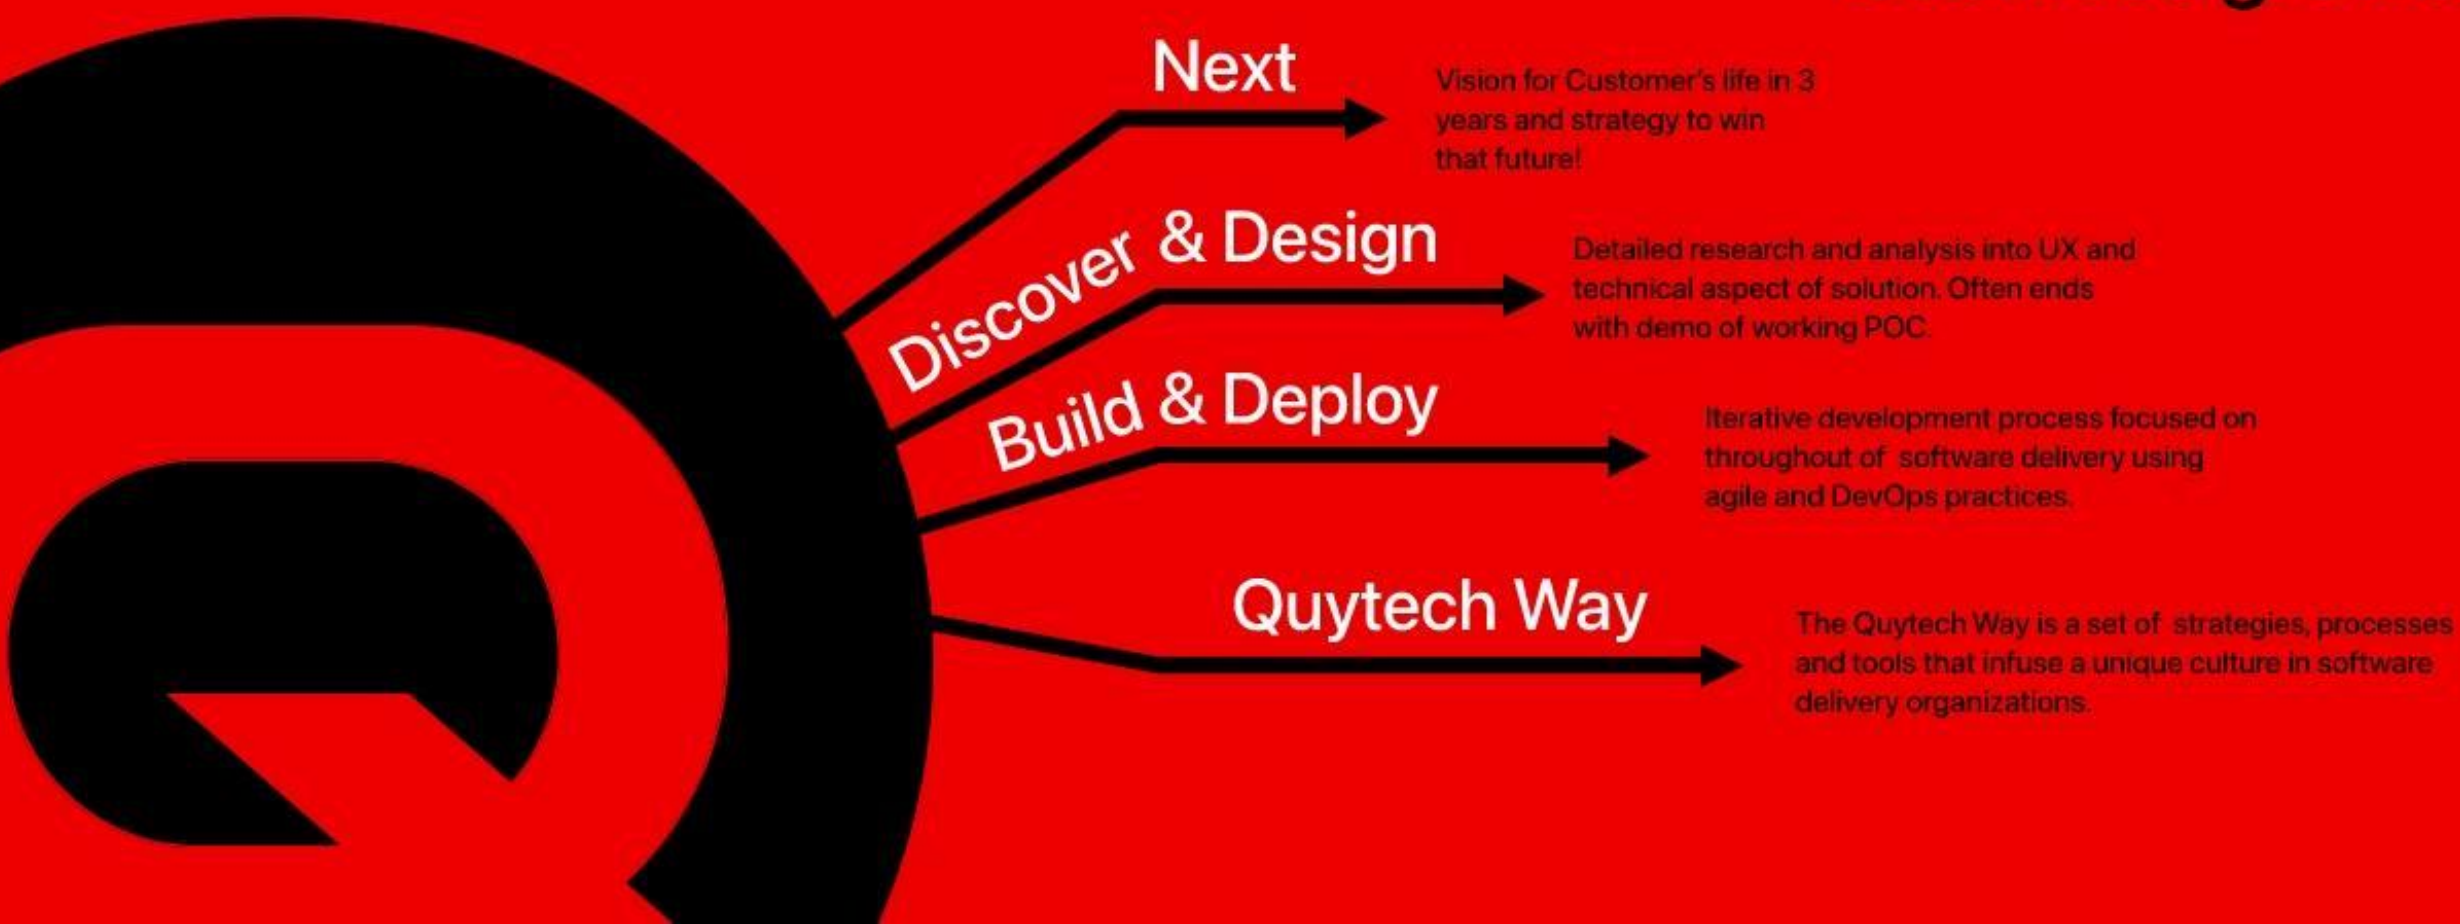 Next
Vision for Customer's life in 3
years and strategy to win
that future!
Discover & Design
Detailed research and analysis into UX and
technical aspect of solution. Often ends
with demo of working POC.
Build & Deploy
Iterative development process focused on
throughout of software delivery using
agile and DevOps practices.
Quytech Way
The Quytech Way is a set of strategies, processes
and tools that infuse a unique culture in software
delivery organizations.